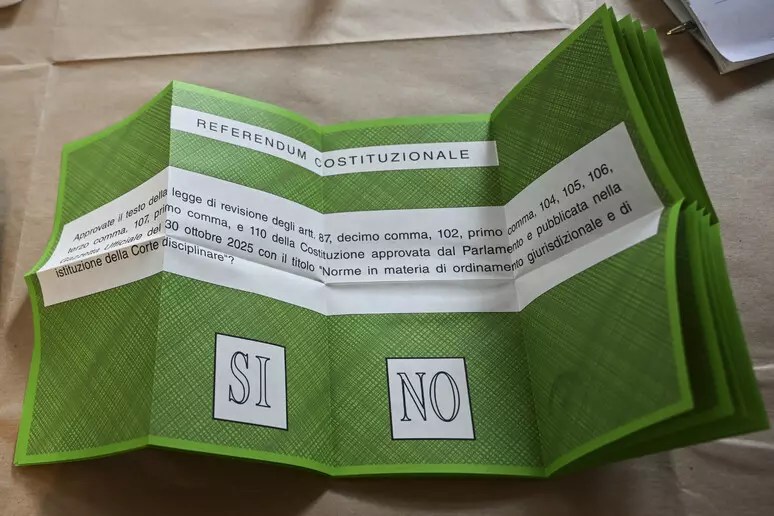 REFERENDUM COSTITUZIONALE
Approvate il testo della legge di revisione degli artt. 87, decimo comma, 102, primo comma, 104, 105, 106,
terzo comma, 107, primo comma, e 110 della Costituzione approvata dal Parlamento e pubblicata nella
Gazzetta Ufficiale del 30 ottobre 2025 con il titolo "Norme in materia di ordinamento giurisdizionale e di
istituzione della Corte disciplinare"?
SI
NO